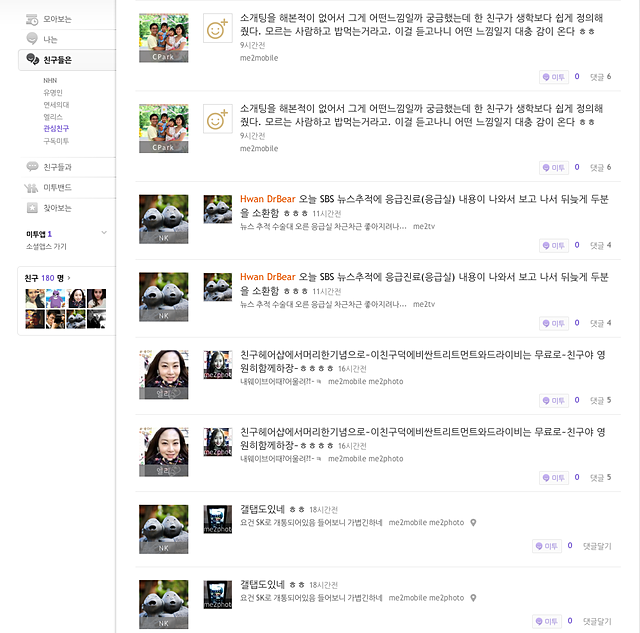 모아보는
나는
친구들은
NHN
유명인
연세의대
엘리스
관심친구
구독미투
친구들과
미투밴드
찾아보는
미투앱 1
소셜앱스 가기
친구 180 명 >
CPark
소개팅을 해본적이 없어서 그게 어떤느낌일까 궁금했는데 한 친구가 생학보다 쉽게 정의해
줬다. 모르는 사람하고 밥먹는거라고. 이걸 듣고나니 어떤 느낌일지 대충 감이 온다 ㅎㅎ
9시간전
me2mobile
미투 0 댓글 6
CPark
소개팅을 해본적이 없어서 그게 어떤느낌일까 궁금했는데 한 친구가 생학보다 쉽게 정의해
줬다. 모르는 사람하고 밥먹는거라고. 이걸 듣고나니 어떤 느낌일지 대충 감이 온다 ㅎㅎ
9시간전
me2mobile
미투 0 댓글 6
NK
Hwan DrBear 오늘 SBS 뉴스추적에 응급진료(응급실) 내용이 나와서 보고 나서 뒤늦게 두분
을 소환함 ㅎㅎㅎ 11시간전
뉴스 추적 수술대 오른 응급실 차근차근 좋아지려나... me2tv
미투 0 댓글 4
NK
Hwan DrBear 오늘 SBS 뉴스추적에 응급진료(응급실) 내용이 나와서 보고 나서 뒤늦게 두분
을 소환함 ㅎㅎㅎ 11시간전
뉴스 추적 수술대 오른 응급실 차근차근 좋아지려나... me2tv
미투 0 댓글 4
엘리
me2photo
친구헤어샵에서머리한기념으로~이친구덕에비싼트리트먼트와드라이비는 무료로~친구야 영
원히함께하장~ㅎㅎㅎㅎ 16시간전
내웨이브어때?어울려?!~ㅋ me2mobile me2photo
미투 0 댓글 5
엘리
me2photo
친구헤어샵에서머리한기념으로~이친구덕에비싼트리트먼트와드라이비는 무료로~친구야 영
원히함께하장~ㅎㅎㅎㅎ 16시간전
내웨이브어때?어울려?!~ㅋ me2mobile me2photo
미투 0 댓글 5
NK
me2photo
갤탭도있네 ㅎㅎ 18시간전
요건 SK로 개통되어있음 들어보니 가볍긴하네 me2mobile me2photo
미투 0 댓글달기
NK
me2photo
갤탭도있네 ㅎㅎ 18시간전
요건 SK로 개통되어있음 들어보니 가볍긴하네 me2mobile me2photo
미투 0 댓글달기